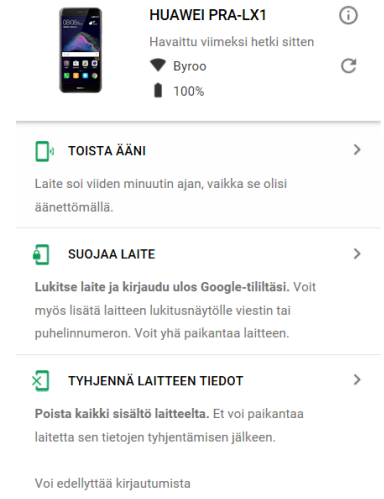 HUAWEI PRA-LX1
Havaittu viimeksi hetki sitten
Byroo
100%
TOISTA ÄÄNI
Laite soi viiden minuutin ajan, vaikka se olisi
äänettömällä.
SUOJAA LAITE
Lukitse laite ja kirjaudu ulos Google-tililtäsi. Voit
myös lisätä laitteen lukitusnäytölle viestin tai
puhelinnumeron. Voit yhä paikantaa laitteen.
TYHJENNÄ LAITTEEN TIEDOT
Poista kaikki sisältö laitteelta. Et voi paikantaa
laitetta sen tietojen tyhjentämisen jälkeen.
Voi edellyttää kirjautumista